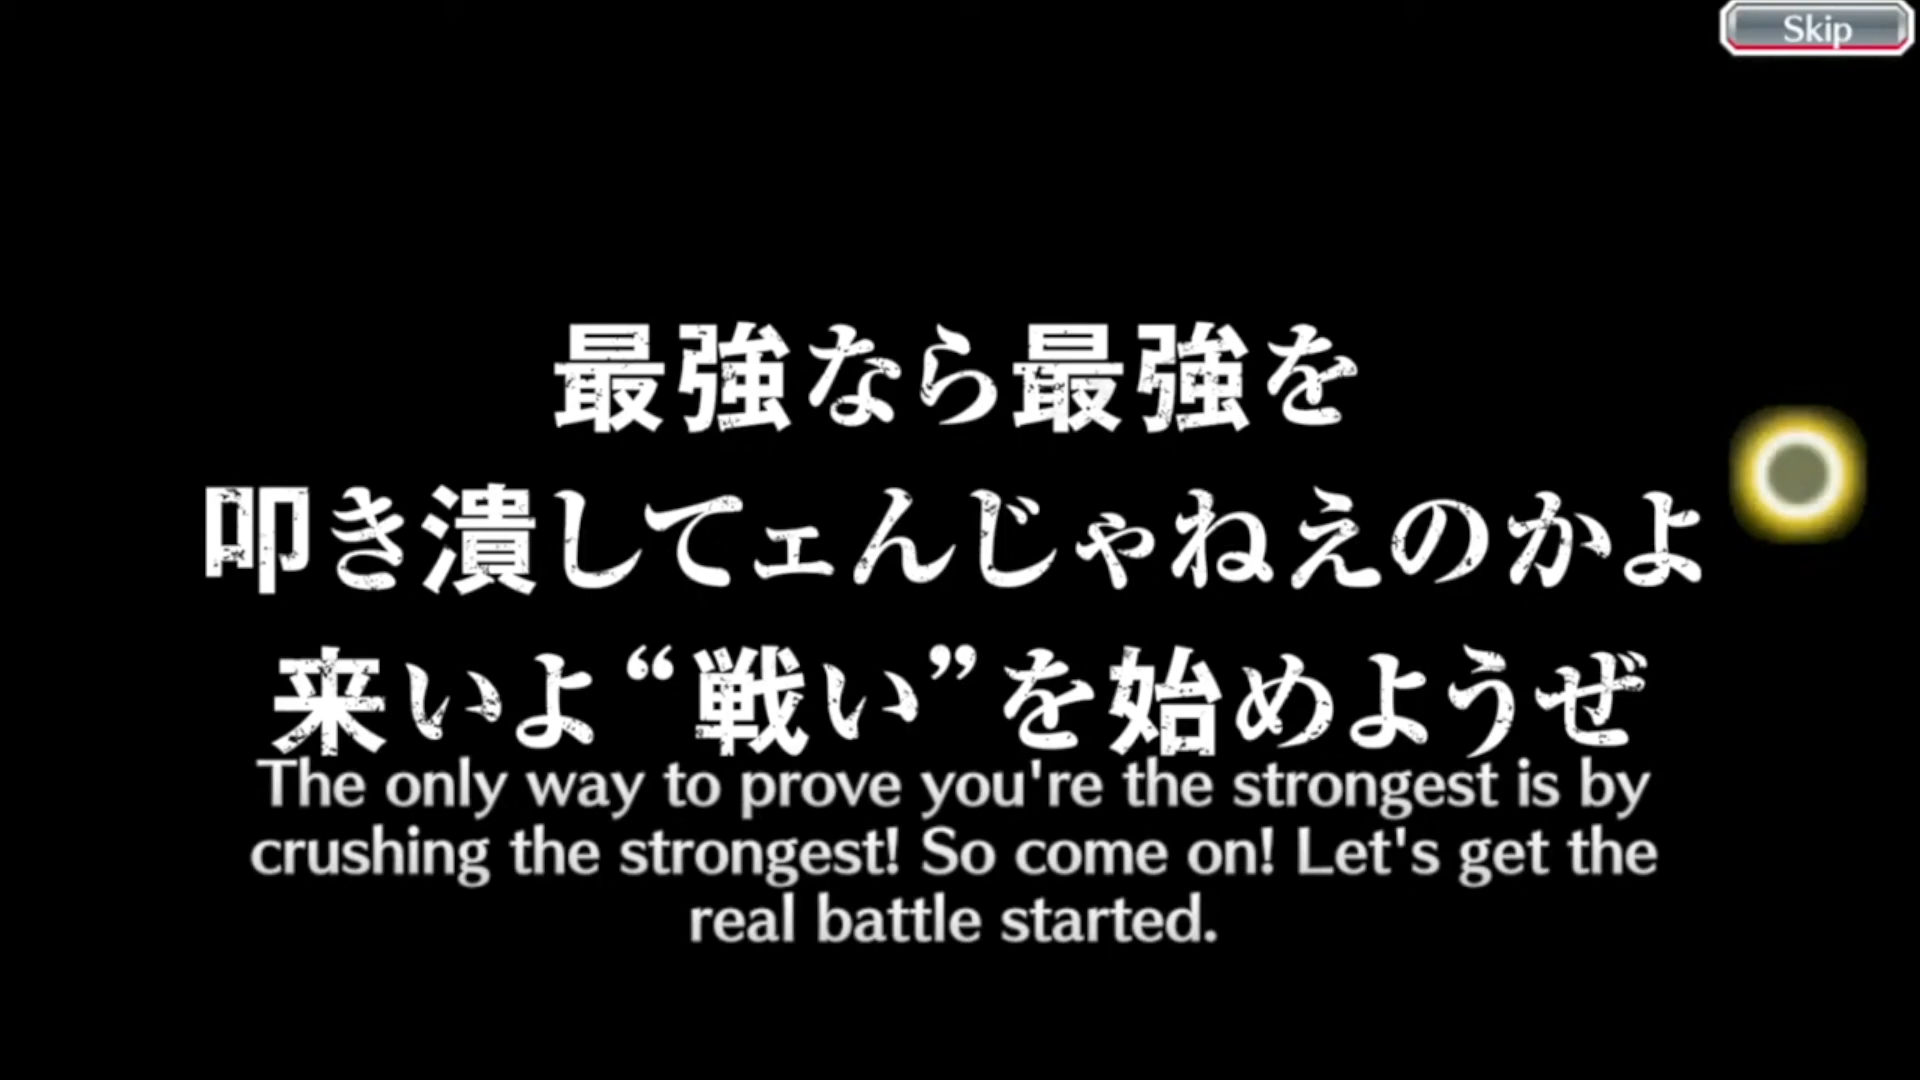 Skip
最強なら最強を
叩き潰してェんじゃねえのかよ
来いよ“戦い”を始めようぜ
The only way to prove you're the strongest is by
crushing the strongest! So come on! Let's get the
real battle started.